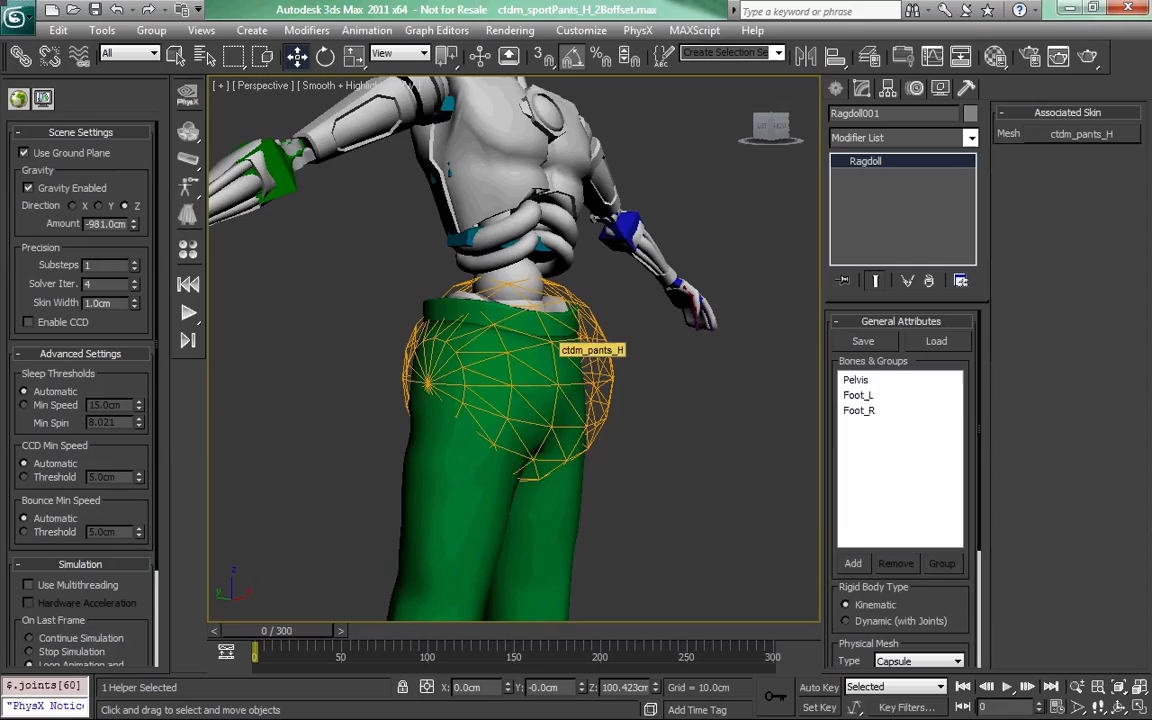 Autodesk 3ds Max 2011 x64 - Not for Resale ctdm_sportPants_H_2Boffset.max
Type a keyword or phrase
Edit Tools Group Views Create Modifiers Animation Graph Editors Rendering Customize PhysX MAXScript Help
All
View
Create Selection Se
[ + ] [ Perspective ] [ Smooth + Highlig
PhysX
Scene Settings
Use Ground Plane
Gravity
Gravity Enabled
Direction X Y Z
Amount -981.0cm
Precision
Substeps 1
Solver Iter. 4
Skin Width 1.0cm
Enable CCD
Advanced Settings
Sleep Thresholds
Automatic
Min Speed 15.0cm
Min Spin 8.021
CCD Min Speed
Automatic
Threshold 5.0cm
Bounce Min Speed
Automatic
Threshold 5.0cm
Simulation
Use Multithreading
Hardware Acceleration
On Last Frame
Continue Simulation
Stop Simulation
Loop Animation and
ctdm_pants_H
z
Ragdoll001
Modifier List
Ragdoll
General Attributes
Save Load
Bones & Groups
Pelvis
Foot_L
Foot_R
Add Remove Group
Rigid Body Type
Kinematic
Dynamic (with Joints)
Physical Mesh
Type Capsule
Associated Skin
Mesh ctdm_pants_H
0 / 300
0 50 100 150 200 250 300
$.joints[60]
"PhysX Notic
1 Helper Selected
X: 0.0cm Y: -0.0cm Z: 100.423cm
Grid = 10.0cm
Auto Key Selected
Click and drag to select and move objects
Add Time Tag
Set Key Key Filters...
0